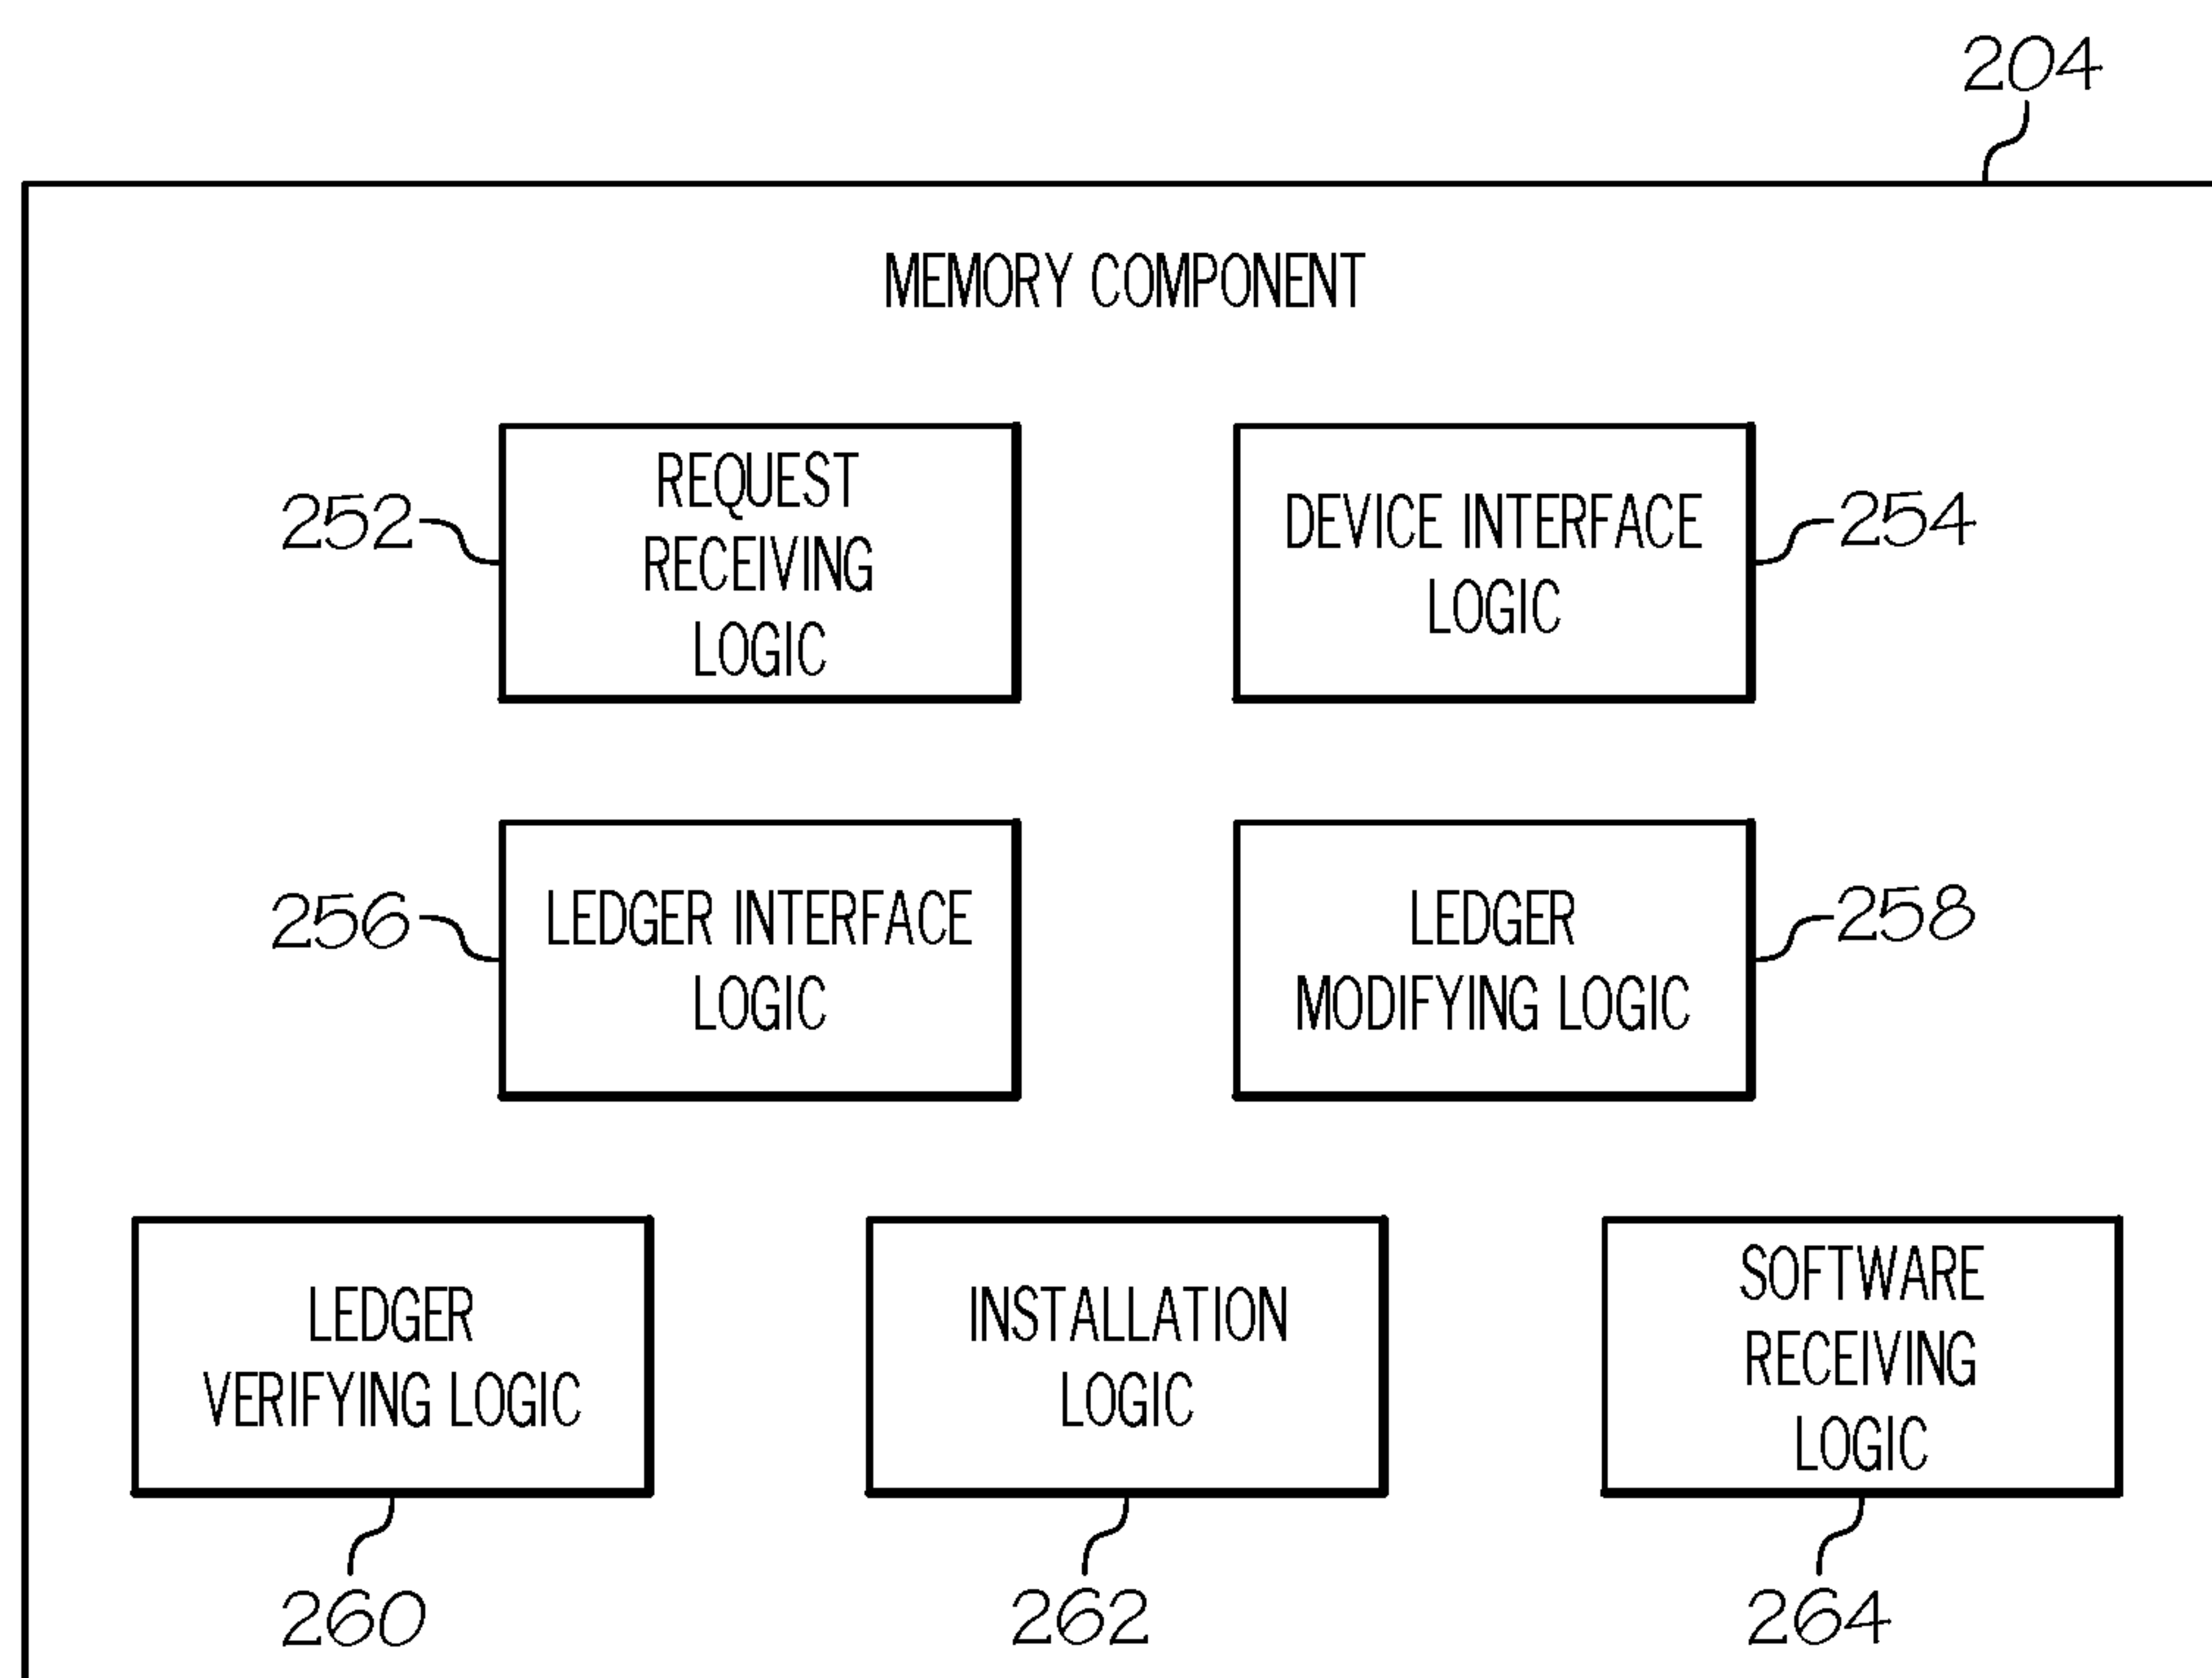 204
MEMORY COMPONENT
252
REQUEST
RECEIVING
LOGIC
DEVICE INTERFACE
LOGIC
254
256
LEDGER INTERFACE
LOGIC
LEDGER
MODIFYING LOGIC
258
LEDGER
VERIFYING LOGIC
260
INSTALLATION
LOGIC
262
SOFTWARE
RECEIVING
LOGIC
264